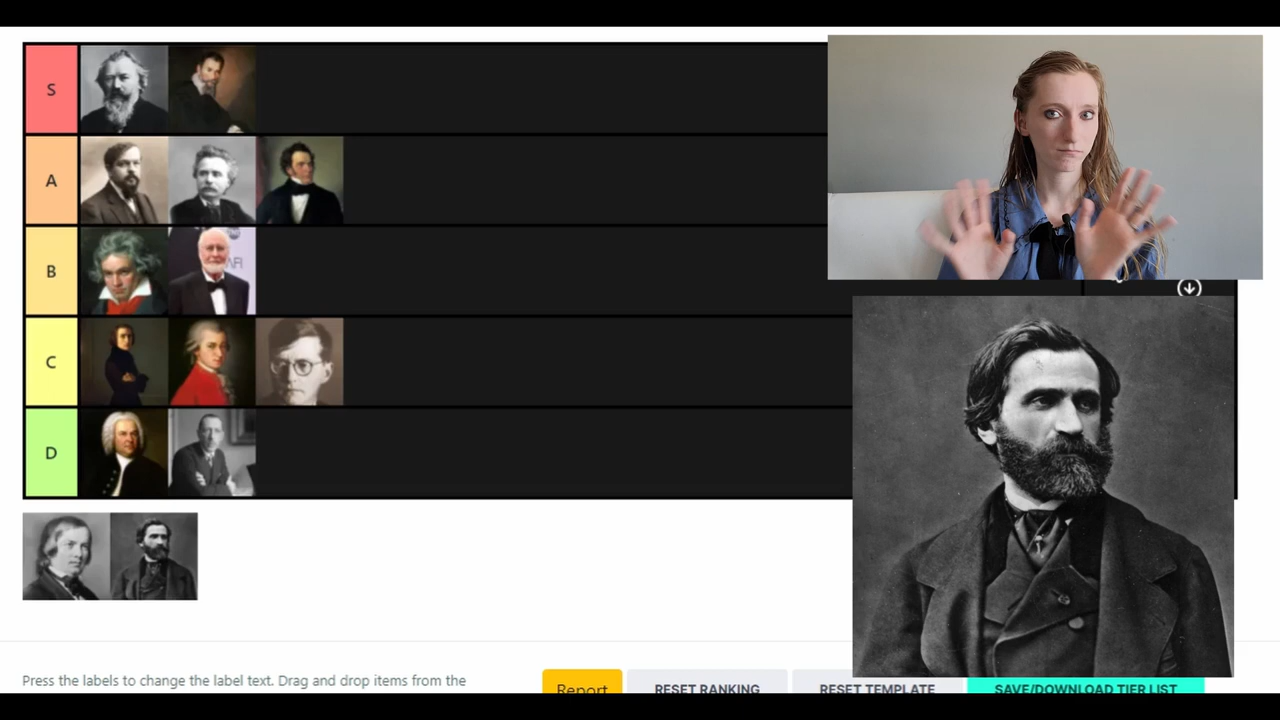 S
A
B
C
D
Press the labels to change the label text. Drag and drop items from the
Report
RESET RANKING
RESET TEMPLATE
SAVE/DOWNLOAD TIER LIST